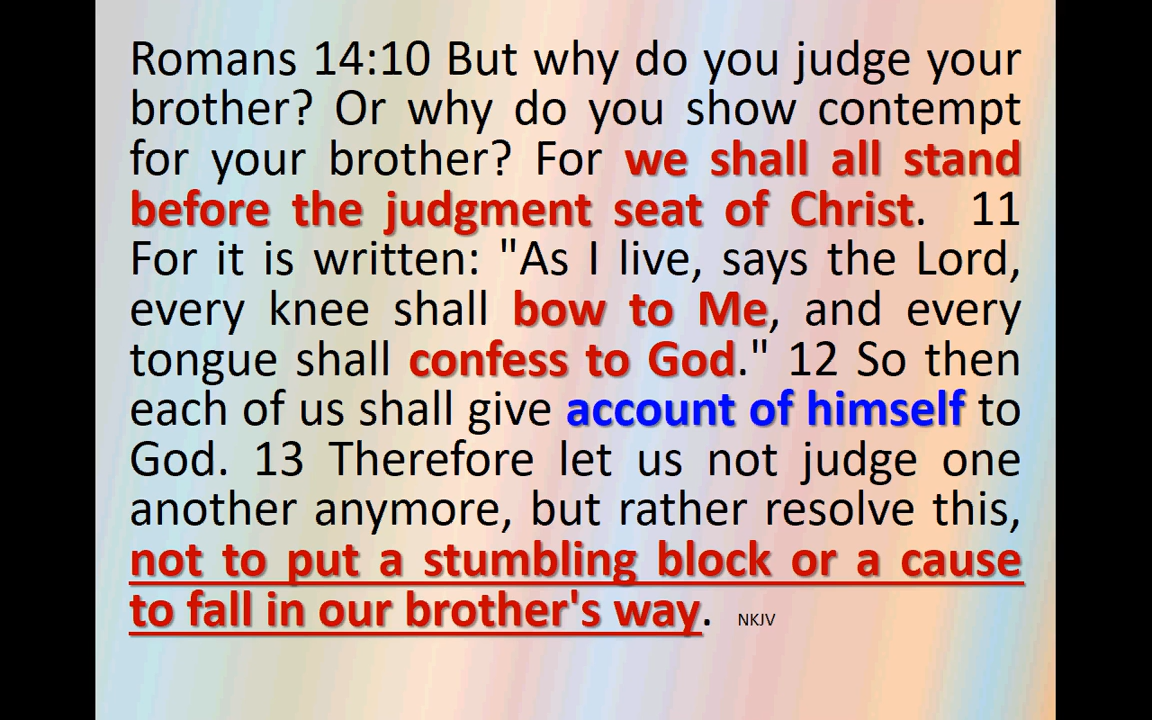 Romans 14:10 But why do you judge your
brother? Or why do you show contempt
for your brother? For we shall all stand
before the judgment seat of Christ. 11
For it is written: "As I live, says the Lord,
every knee shall bow to Me, and every
tongue shall confess to God." 12 So then
each of us shall give account of himself to
God. 13 Therefore let us not judge one
another anymore, but rather resolve this,
not to put a stumbling block or a cause
to fall in our brother's way. NKJV